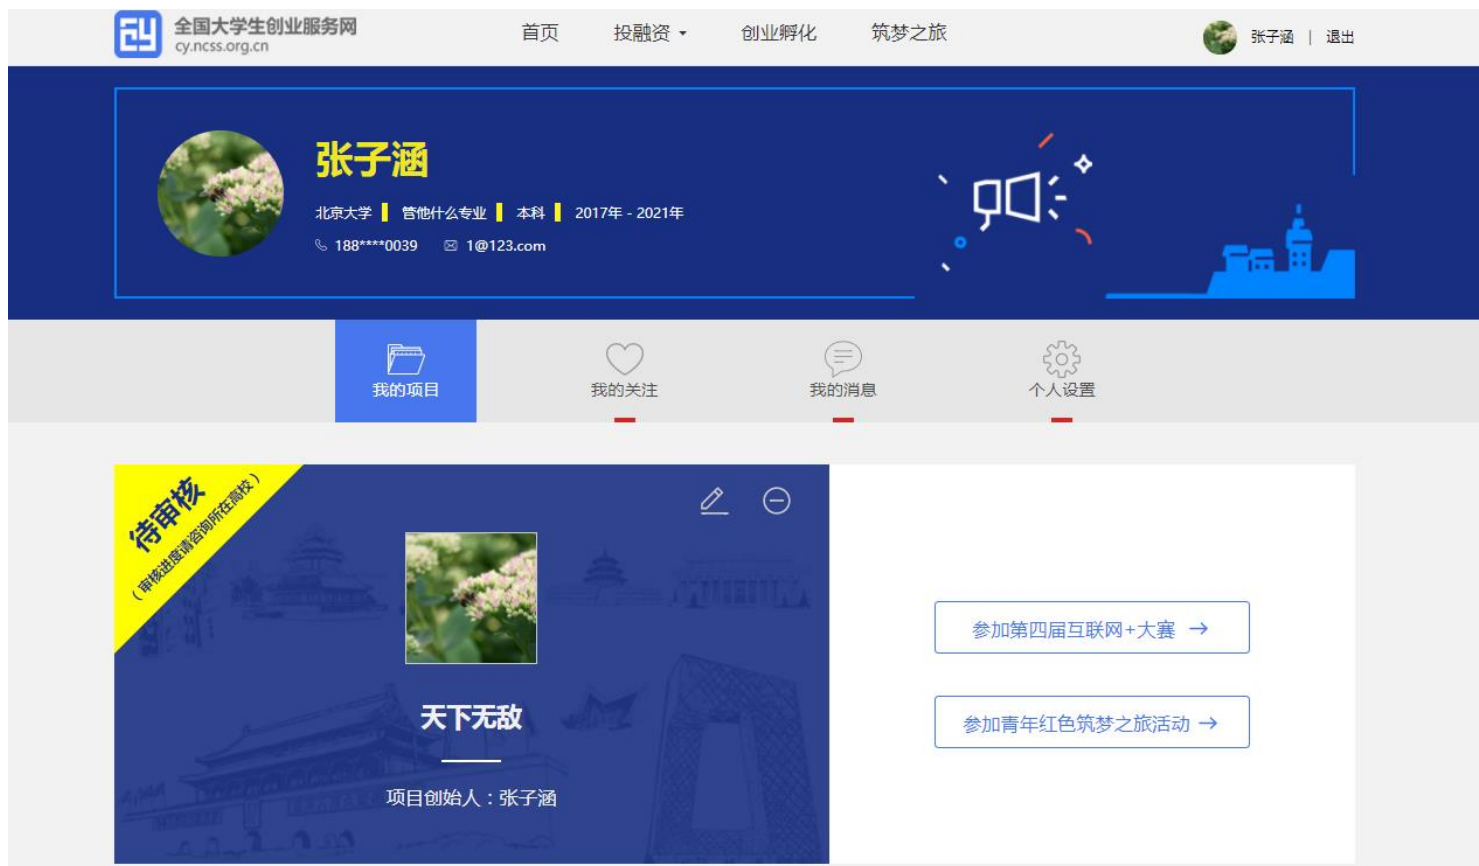 全国大学生创业服务网
cy.ncss.org.cn
首页 投融资 创业孵化 筑梦之旅
张子涵 | 退出
张子涵
北京大学 管他什么专业 本科 2017年 - 2021年
188****0039 1@123.com
我的项目 我的关注 我的消息 个人设置
待审核
（审核进度请咨询所在高校）
天下无敌
项目创始人：张子涵
参加第四届互联网+大赛 →
参加青年红色筑梦之旅活动 →